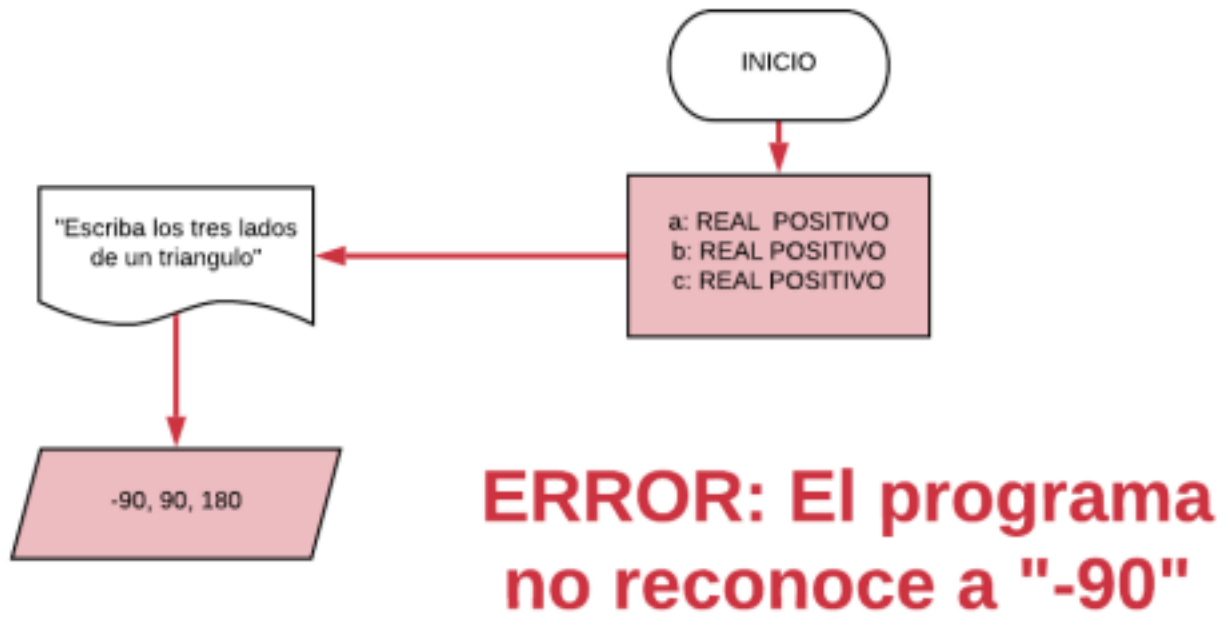 INICIO
a: REAL POSITIVO
b: REAL POSITIVO
c: REAL POSITIVO
"Escriba los tres lados
de un triangulo"
-90, 90, 180
ERROR: El programa
no reconoce a "-90"